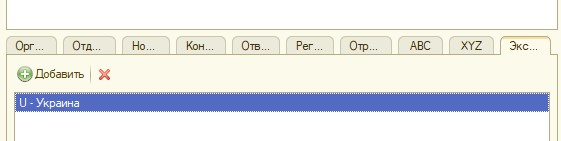 Орг... Отд... Но... Кон... Отв... Рег... Отр... ABC XYZ Экс...
Добавить
U - Украина